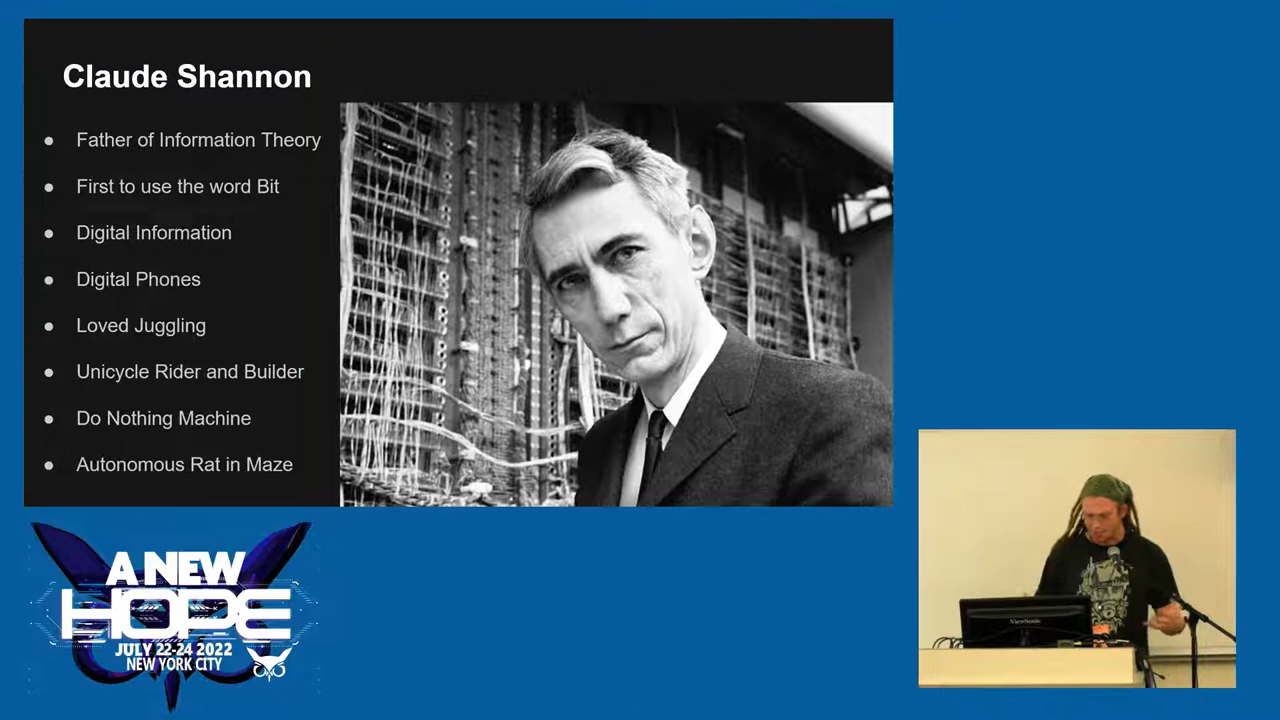 Claude Shannon
Father of Information Theory
First to use the word Bit
Digital Information
Digital Phones
Loved Juggling
Unicycle Rider and Builder
Do Nothing Machine
Autonomous Rat in Maze
A NEW
HOPE
JULY 22-24 2022
NEW YORK CITY
ViewSonic